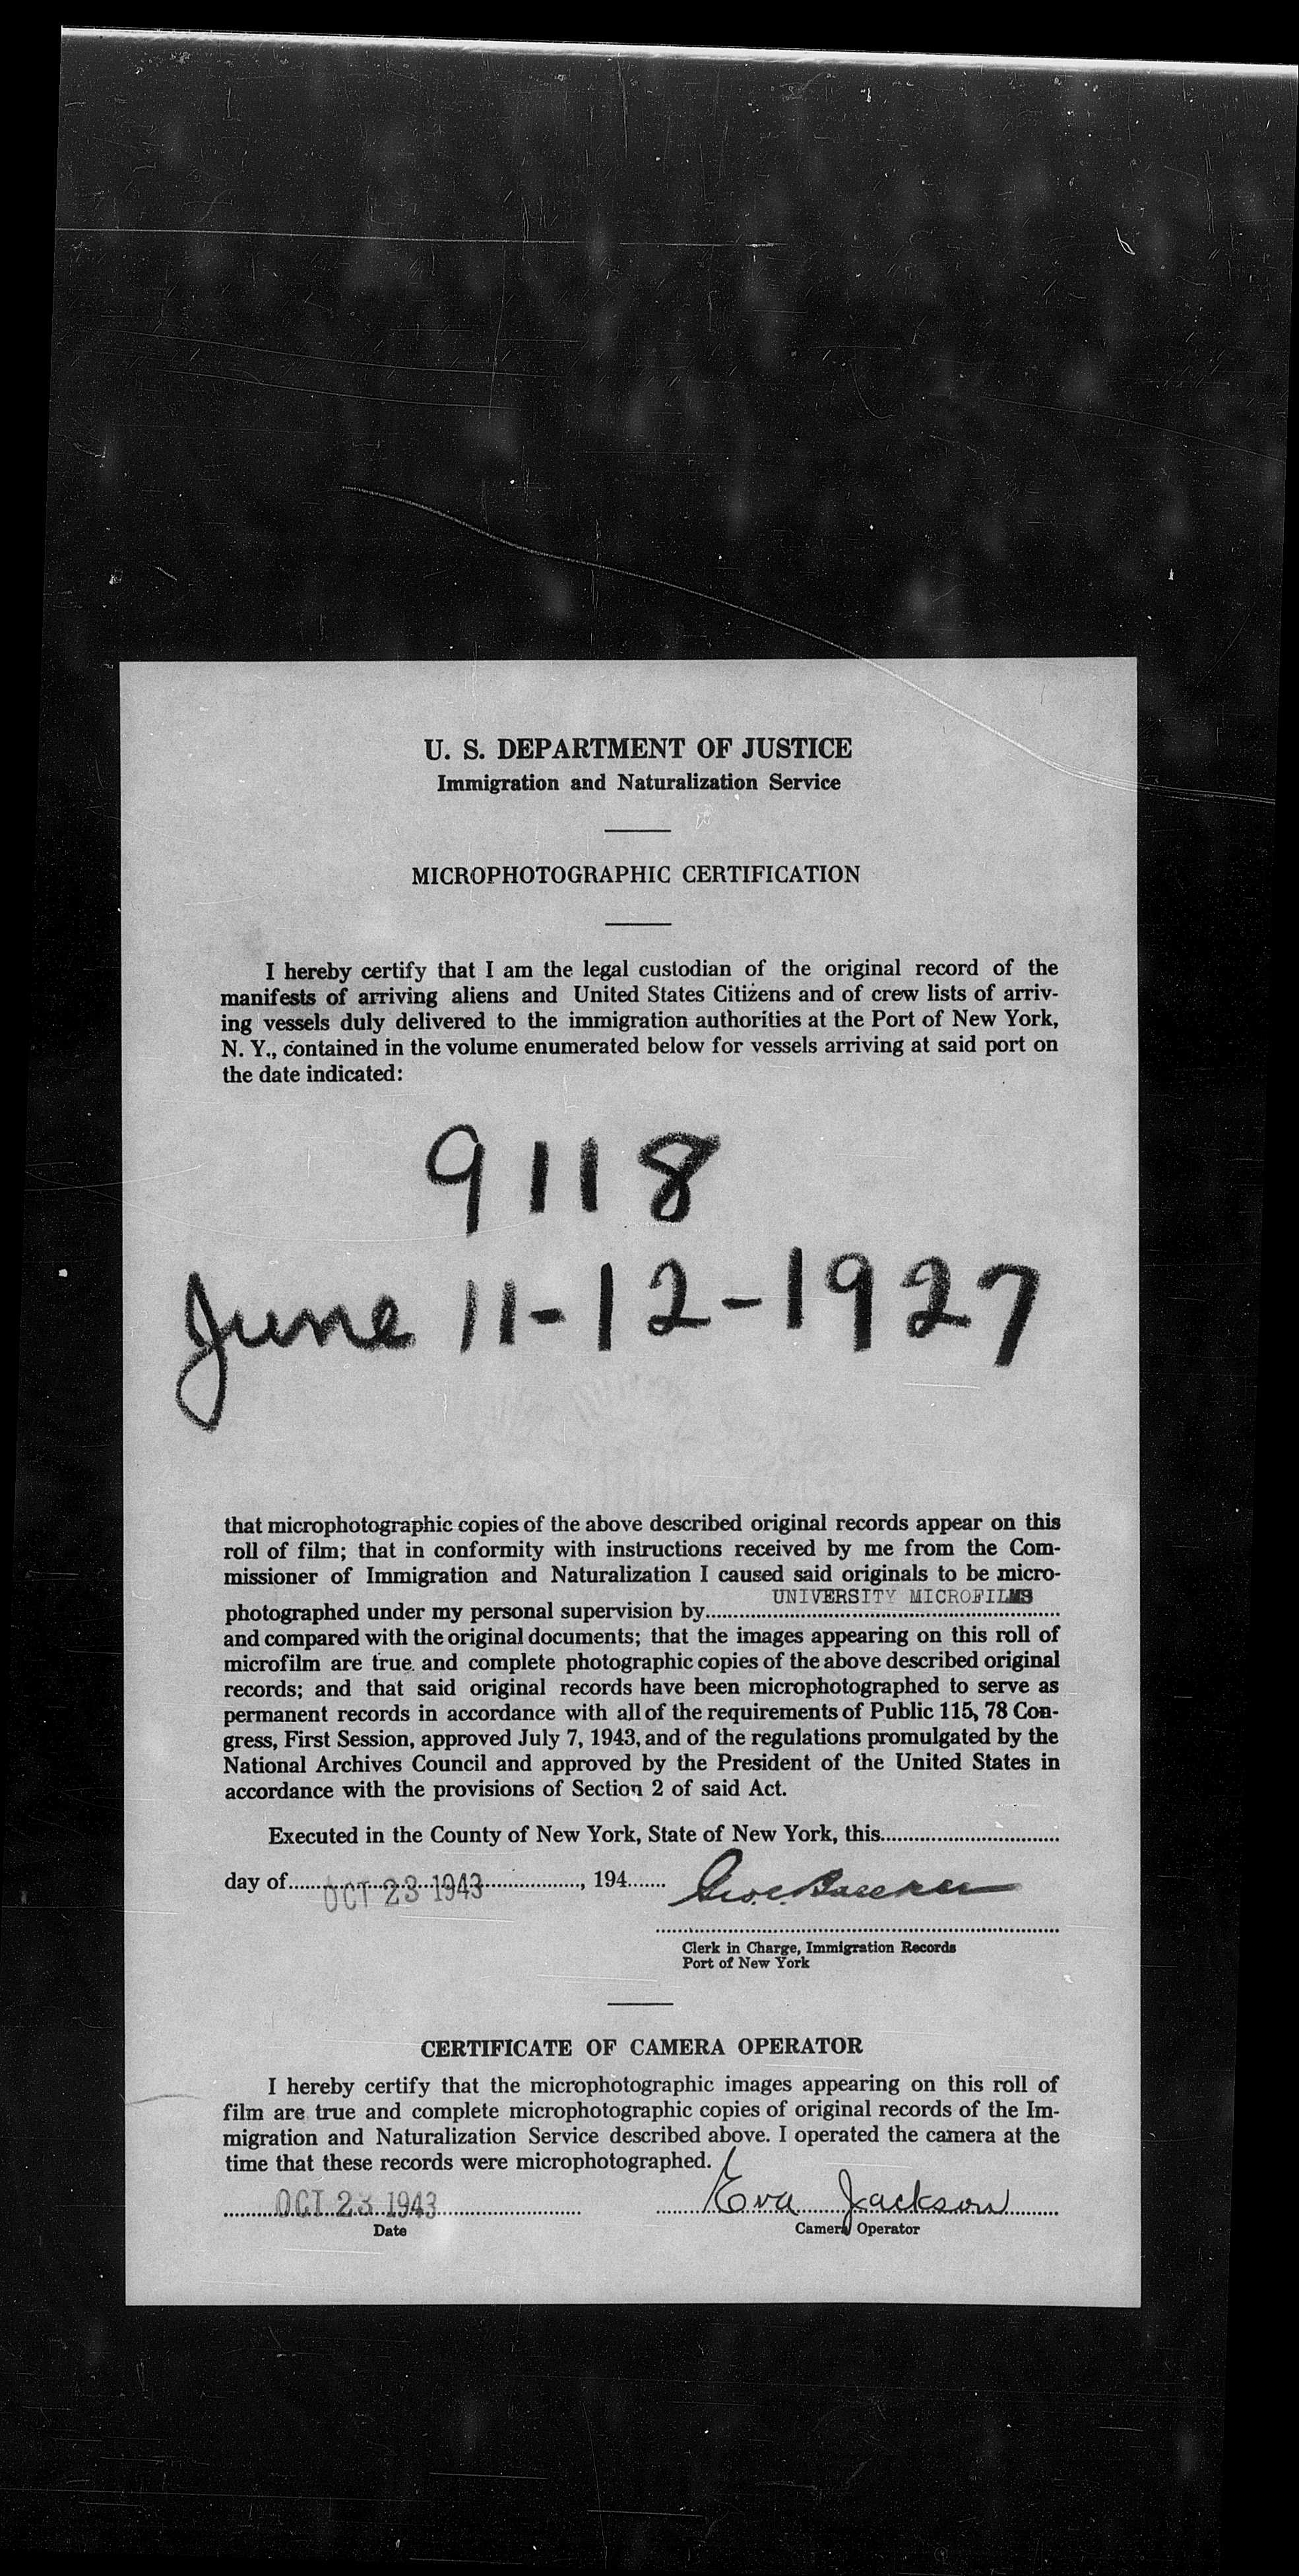 U. S. DEPARTMENT OF JUSTICE
Immigration and Naturalization Service
MICROPHOTOGRAPHIC CERTIFICATION
I hereby certify that I am the legal custodian of the original record of the
manifests of arriving aliens and United States Citizens and of crew lists of arriv-
ing vessels duly delivered to the immigration authorities at the Port of New York,
N. Y., contained in the volume enumerated below for vessels arriving at said port on
the date indicated:
9118
June 11-12-1927
that microphotographic copies of the above described original records appear on this
roll of film; that in conformity with instructions received by me from the Com-
missioner of Immigration and Naturalization I caused said originals to be micro-
photographed under my personal supervision by UNIVERSITY MICROFILMS
and compared with the original documents; that the images appearing on this roll of
microfilm are true and complete photographic copies of the above described original
records; and that said original records have been microphotographed to serve as
permanent records in accordance with all of the requirements of Public 115, 78 Con-
gress, First Session, approved July 7, 1943, and of the regulations promulgated by the
National Archives Council and approved by the President of the United States in
accordance with the provisions of Section 2 of said Act.
Executed in the County of New York, State of New York, this
day of OCT 23 1943, 194
Clerk in Charge, Immigration Records
Port of New York
CERTIFICATE OF CAMERA OPERATOR
I hereby certify that the microphotographic images appearing on this roll of
film are true and complete microphotographic copies of original records of the Im-
migration and Naturalization Service described above. I operated the camera at the
time that these records were microphotographed.
OCT 23 1943 Eva Jackson
Date Camera Operator